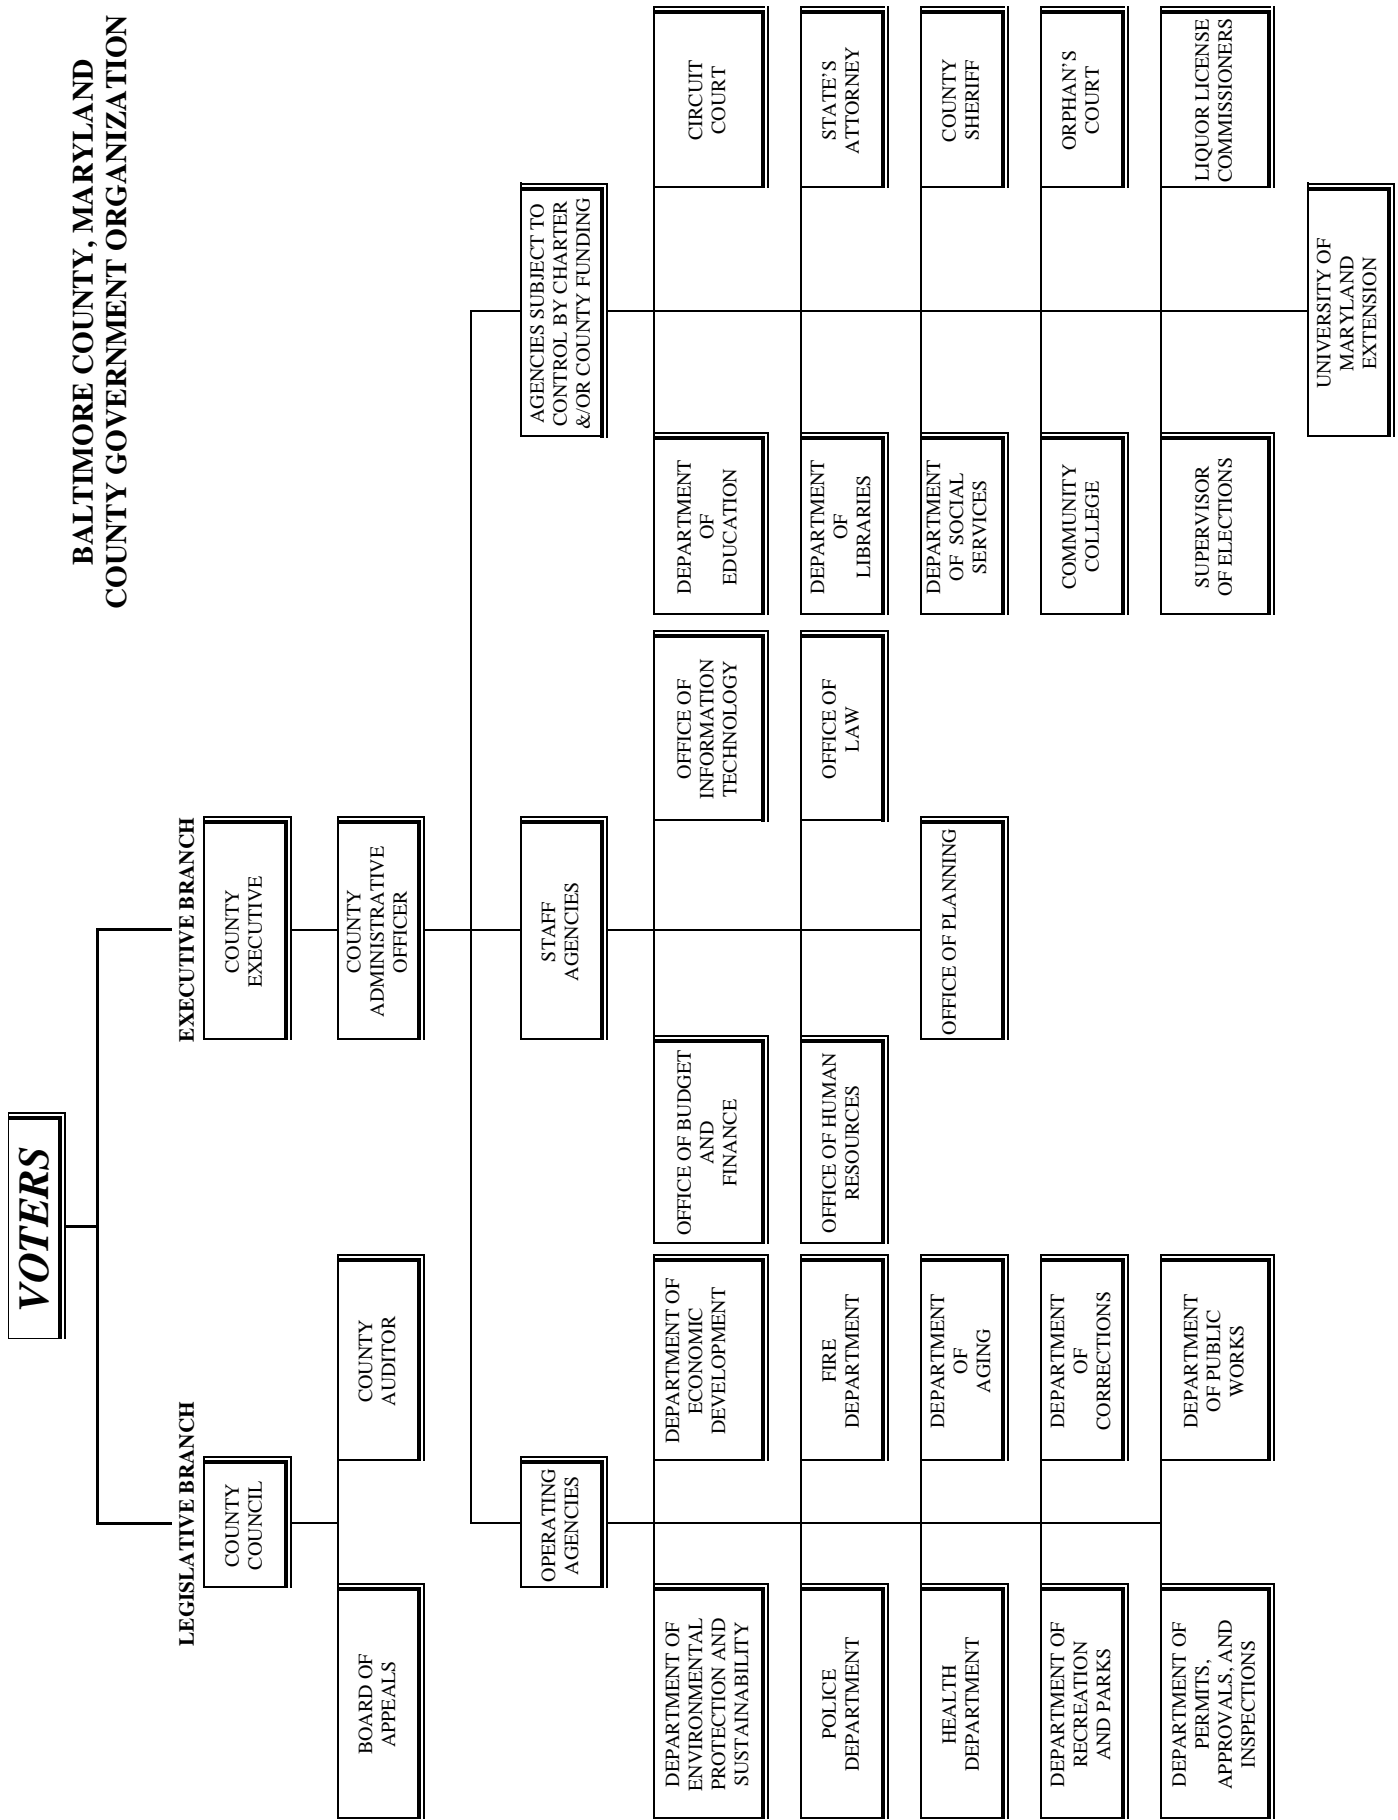 BALTIMORE COUNTY, MARYLAND
COUNTY GOVERNMENT ORGANIZATION
VOTERS
LEGISLATIVE BRANCH
EXECUTIVE BRANCH
COUNTY
COUNCIL
COUNTY
EXECUTIVE
BOARD OF
APPEALS
COUNTY
AUDITOR
COUNTY
ADMINISTRATIVE
OFFICER
OPERATING
AGENCIES
STAFF
AGENCIES
AGENCIES SUBJECT TO
CONTROL BY CHARTER
&/OR COUNTY FUNDING
DEPARTMENT OF
ENVIRONMENTAL
PROTECTION AND
SUSTAINABILITY
DEPARTMENT OF
ECONOMIC
DEVELOPMENT
OFFICE OF BUDGET
AND
FINANCE
OFFICE OF
INFORMATION
TECHNOLOGY
DEPARTMENT
OF
EDUCATION
CIRCUIT
COURT
POLICE
DEPARTMENT
FIRE
DEPARTMENT
OFFICE OF HUMAN
RESOURCES
OFFICE OF
LAW
DEPARTMENT
OF
LIBRARIES
STATE'S
ATTORNEY
HEALTH
DEPARTMENT
DEPARTMENT
OF
AGING
OFFICE OF PLANNING
DEPARTMENT
OF SOCIAL
SERVICES
COUNTY
SHERIFF
DEPARTMENT OF
RECREATION
AND PARKS
DEPARTMENT
OF
CORRECTIONS
COMMUNITY
COLLEGE
ORPHAN'S
COURT
DEPARTMENT OF
PERMITS,
APPROVALS, AND
INSPECTIONS
DEPARTMENT
OF PUBLIC
WORKS
SUPERVISOR
OF ELECTIONS
LIQUOR LICENSE
COMMISSIONERS
UNIVERSITY OF
MARYLAND
EXTENSION